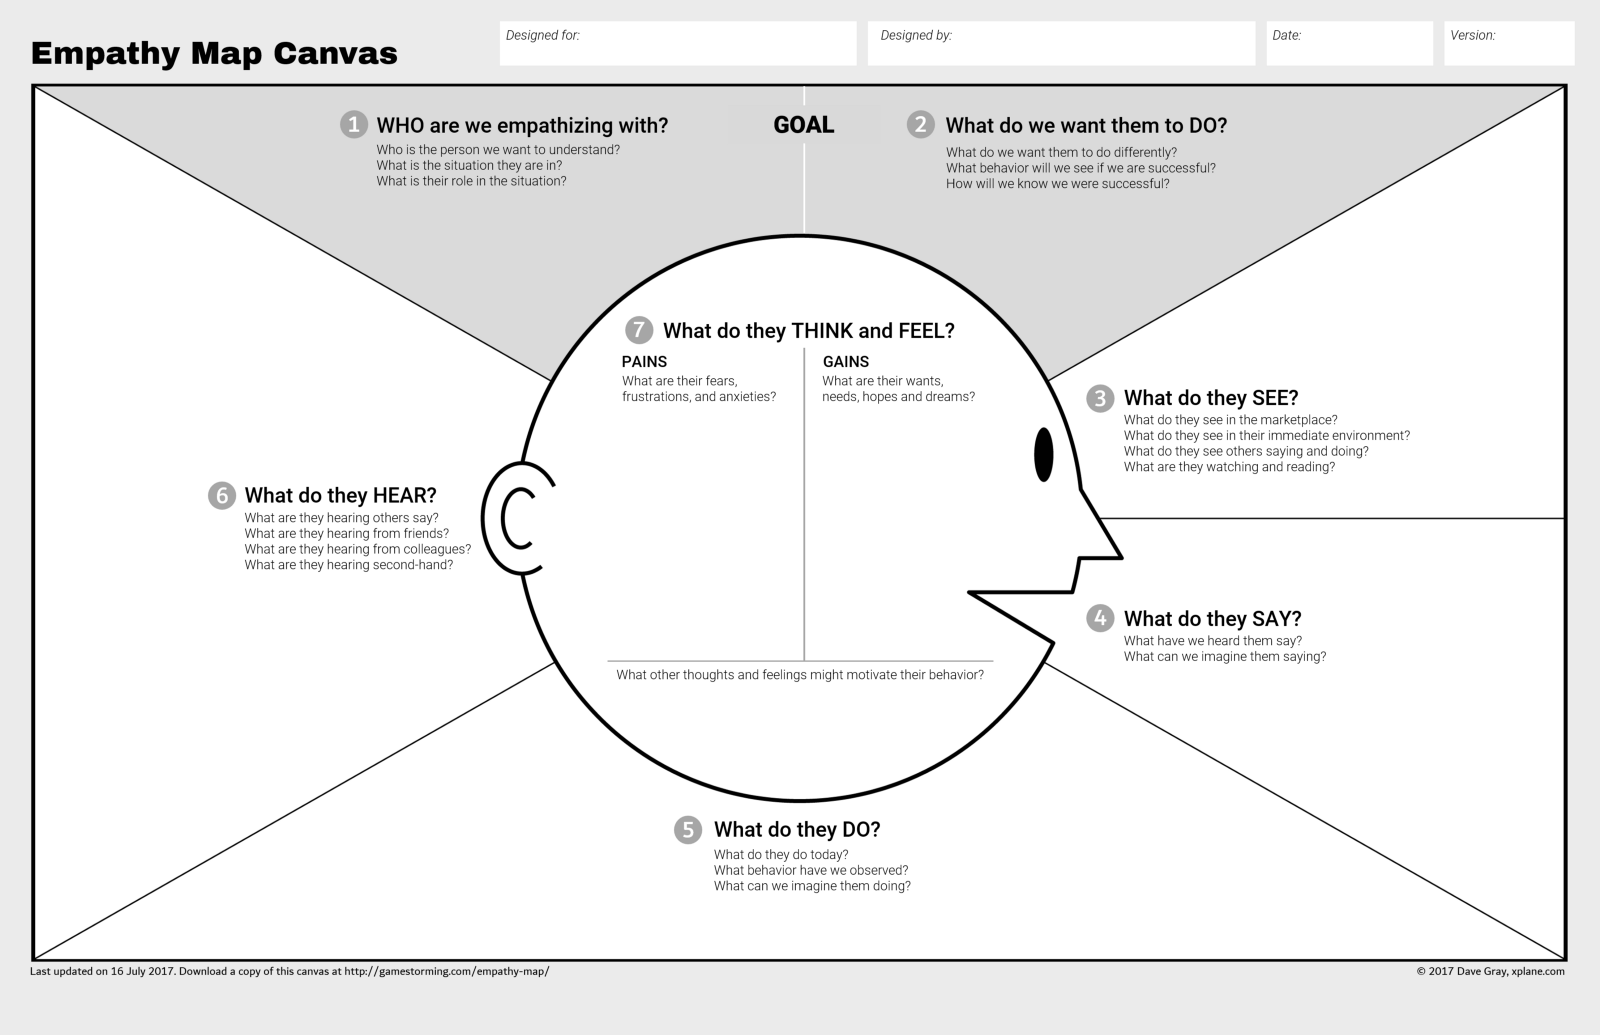 Empathy Map Canvas
Designed for:
Designed by:
Date:
Version:
GOAL
1 WHO are we empathizing with?
Who is the person we want to understand?
What is the situation they are in?
What is their role in the situation?
2 What do we want them to DO?
What do we want them to do differently?
What behavior will we see if we are successful?
How will we know we were successful?
3 What do they SEE?
What do they see in the marketplace?
What do they see in their immediate environment?
What do they see others saying and doing?
What are they watching and reading?
4 What do they SAY?
What have we heard them say?
What can we imagine them saying?
5 What do they DO?
What do they do today?
What behavior have we observed?
What can we imagine them doing?
6 What do they HEAR?
What are they hearing others say?
What are they hearing from friends?
What are they hearing from colleagues?
What are they hearing second-hand?
7 What do they THINK and FEEL?
PAINS
What are their fears,
frustrations, and anxieties?
GAINS
What are their wants,
needs, hopes and dreams?
What other thoughts and feelings might motivate their behavior?
Last updated on 16 July 2017. Download a copy of this canvas at http://gamestorming.com/empathy-map/
© 2017 Dave Gray, xplane.com